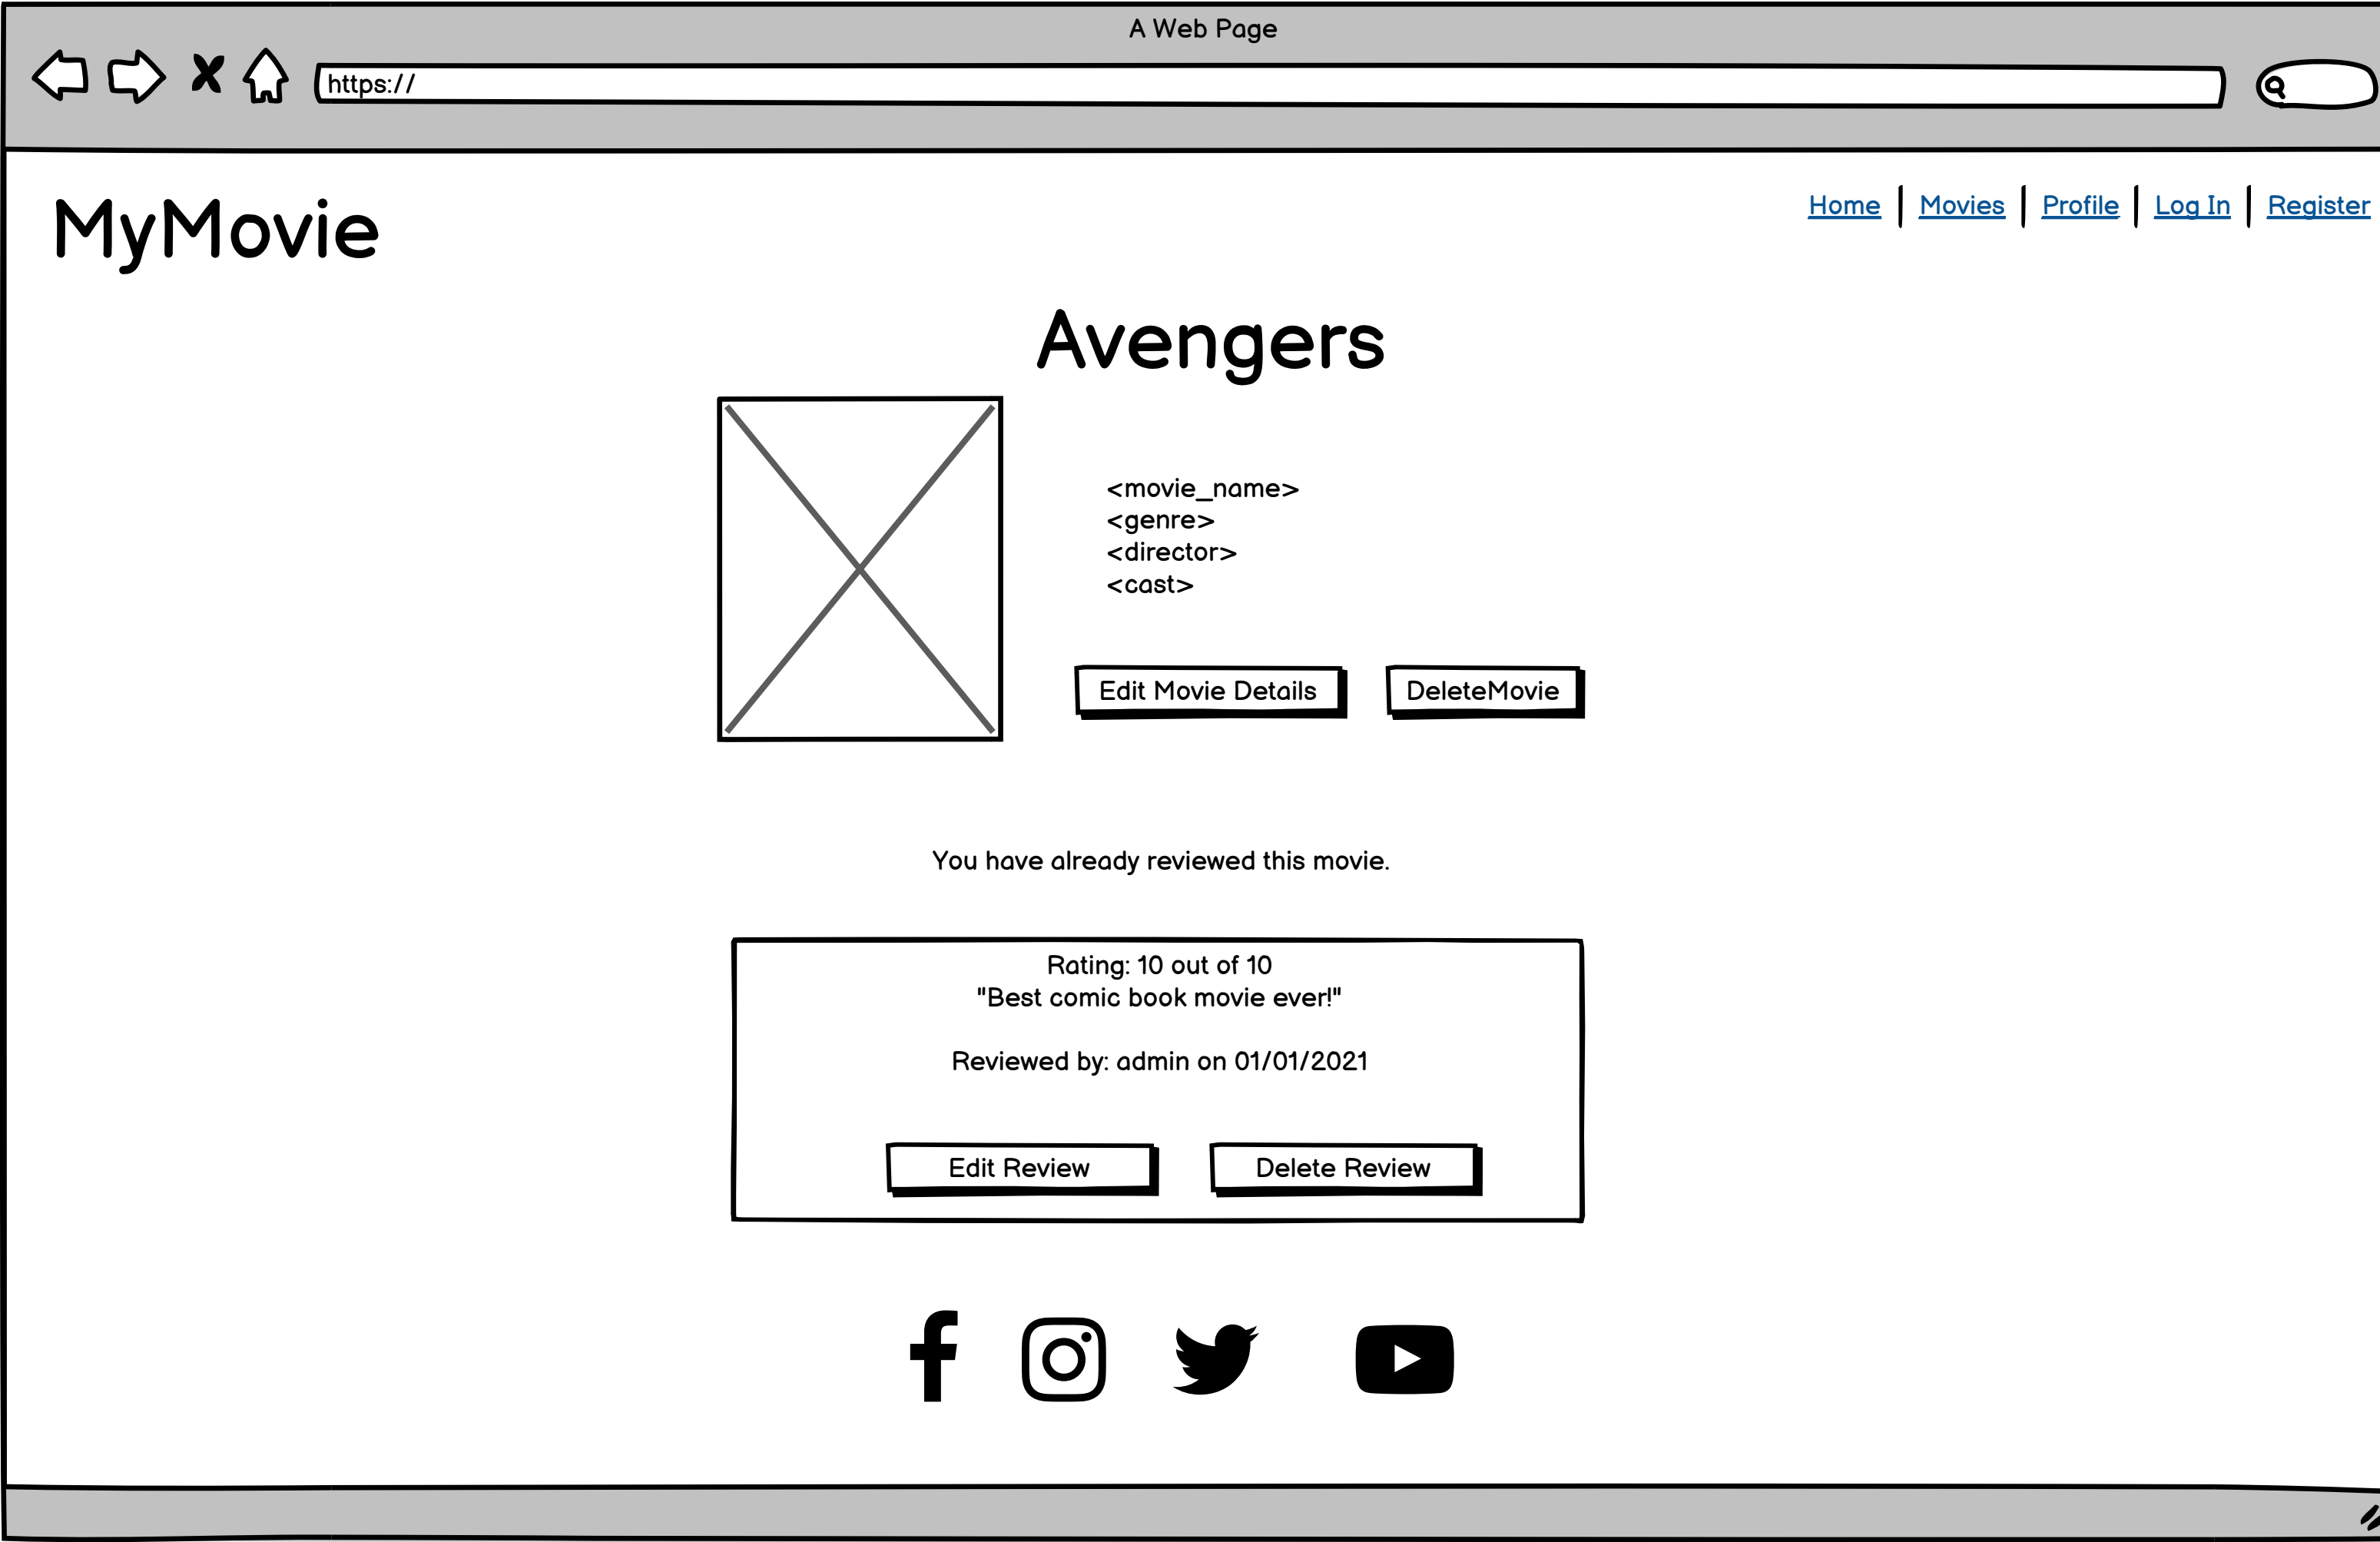 A Web Page
https://
MyMovie
Home Movies Profile Log In Register
Avengers
<movie_name>
<genre>
<director>
<cast>
Edit Movie Details DeleteMovie
You have already reviewed this movie.
Rating: 10 out of 10
"Best comic book movie ever!"
Reviewed by: admin on 01/01/2021
Edit Review Delete Review